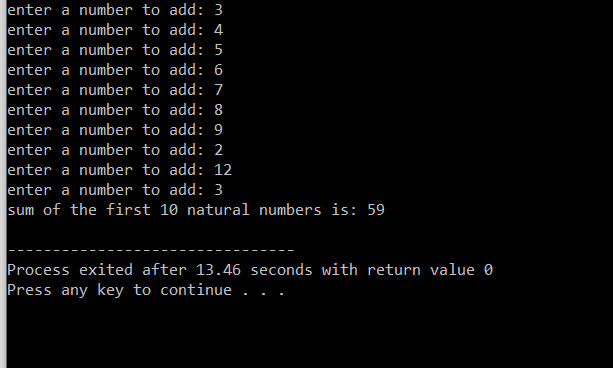 enter a number to add: 3
enter a number to add: 4
enter a number to add: 5
enter a number to add: 6
enter a number to add: 7
enter a number to add: 8
enter a number to add: 9
enter a number to add: 2
enter a number to add: 12
enter a number to add: 3
sum of the first 10 natural numbers is: 59
--------------------------------
Process exited after 13.46 seconds with return value 0
Press any key to continue . . .